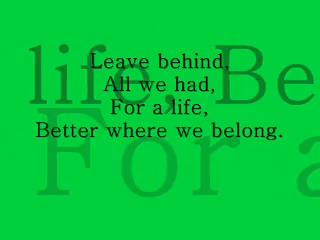 Leave behind,
All we had,
For a life,
Better where we belong.
life, Be
For a